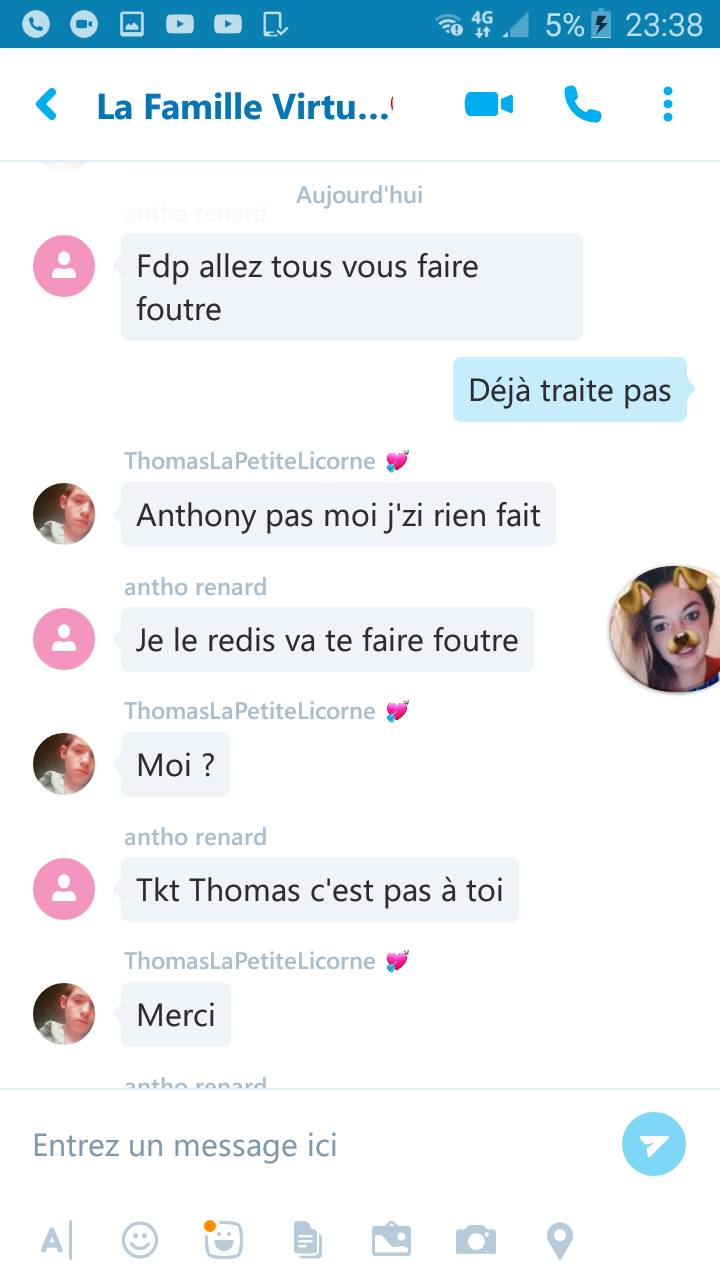 4G 5% 23:38
La Famille Virtu...
Aujourd'hui
antho renard
Fdp allez tous vous faire
foutre
Déjà traite pas
ThomasLaPetiteLicorne 💘
Anthony pas moi j'zi rien fait
antho renard
Je le redis va te faire foutre
ThomasLaPetiteLicorne 💘
Moi ?
antho renard
Tkt Thomas c'est pas à toi
ThomasLaPetiteLicorne 💘
Merci
antho renard
Entrez un message ici
A